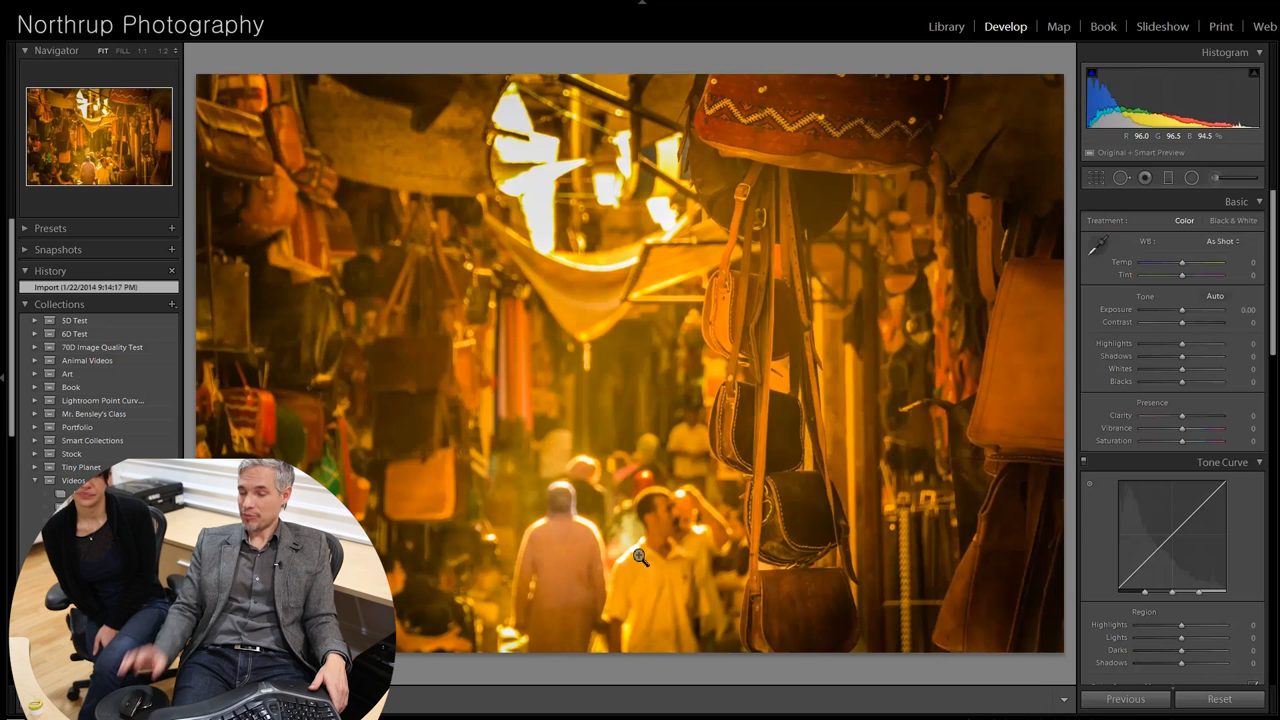 Northrup Photography
Library | Develop | Map | Book | Slideshow | Print | Web
Navigator FIT FILL 1:1 1:2
Presets
Snapshots
History
Import (1/22/2014 9:14:17 PM)
Collections
5D Test
6D Test
70D Image Quality Test
Animal Videos
Art
Book
Lightroom Point Curv...
Mr. Bensley's Class
Portfolio
Smart Collections
Stock
Tiny Planet
Videos
Histogram
R 96.0 G 96.5 B 94.5 %
Original + Smart Preview
Basic
Treatment : Color Black & White
WB : As Shot
Temp 0
Tint 0
Tone Auto
Exposure 0.00
Contrast 0
Highlights 0
Shadows 0
Whites 0
Blacks 0
Presence
Clarity 0
Vibrance 0
Saturation 0
Tone Curve
Region
Highlights 0
Lights 0
Darks 0
Shadows 0
Previous Reset